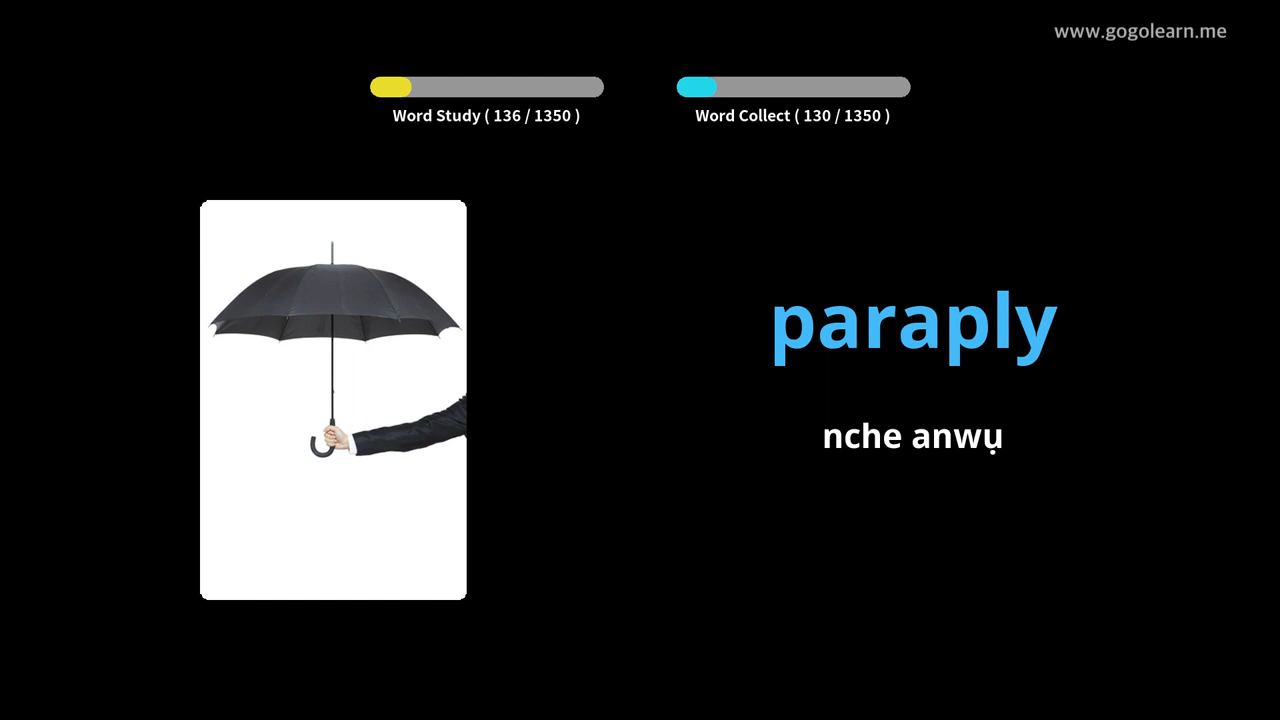 www.gogolearn.me
Word Study ( 136 / 1350 )
Word Collect ( 130 / 1350 )
paraply
nche anwụ